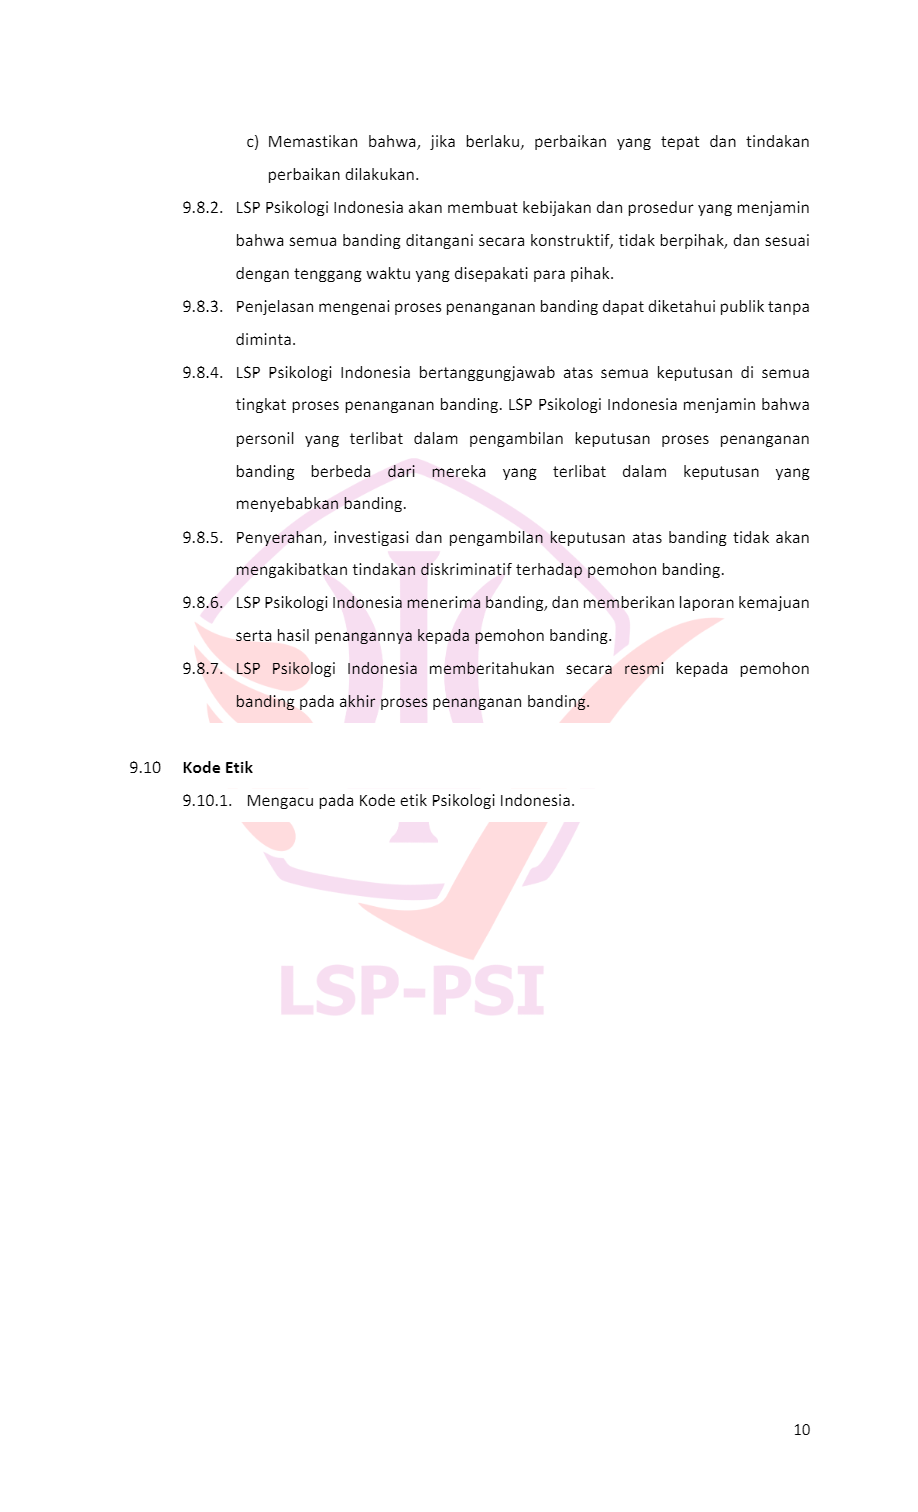 c) Memastikan bahwa, jika berlaku, perbaikan yang tepat dan tindakan
perbaikan dilakukan.
9.8.2. LSP Psikologi Indonesia akan membuat kebijakan dan prosedur yang menjamin
bahwa semua banding ditangani secara konstruktif, tidak berpihak, dan sesuai
dengan tenggang waktu yang disepakati para pihak.
9.8.3. Penjelasan mengenai proses penanganan banding dapat diketahui publik tanpa
diminta.
9.8.4. LSP Psikologi Indonesia bertanggungjawab atas semua keputusan di semua
tingkat proses penanganan banding. LSP Psikologi Indonesia menjamin bahwa
personil yang terlibat dalam pengambilan keputusan proses penanganan
banding berbeda dari mereka yang terlibat dalam keputusan yang
menyebabkan banding.
9.8.5. Penyerahan, investigasi dan pengambilan keputusan atas banding tidak akan
mengakibatkan tindakan diskriminatif terhadap pemohon banding.
9.8.6. LSP Psikologi Indonesia menerima banding, dan memberikan laporan kemajuan
serta hasil penangannya kepada pemohon banding.
9.8.7. LSP Psikologi Indonesia memberitahukan secara resmi kepada pemohon
banding pada akhir proses penanganan banding.
9.10 Kode Etik
9.10.1. Mengacu pada Kode etik Psikologi Indonesia.
LSP-PSI
10